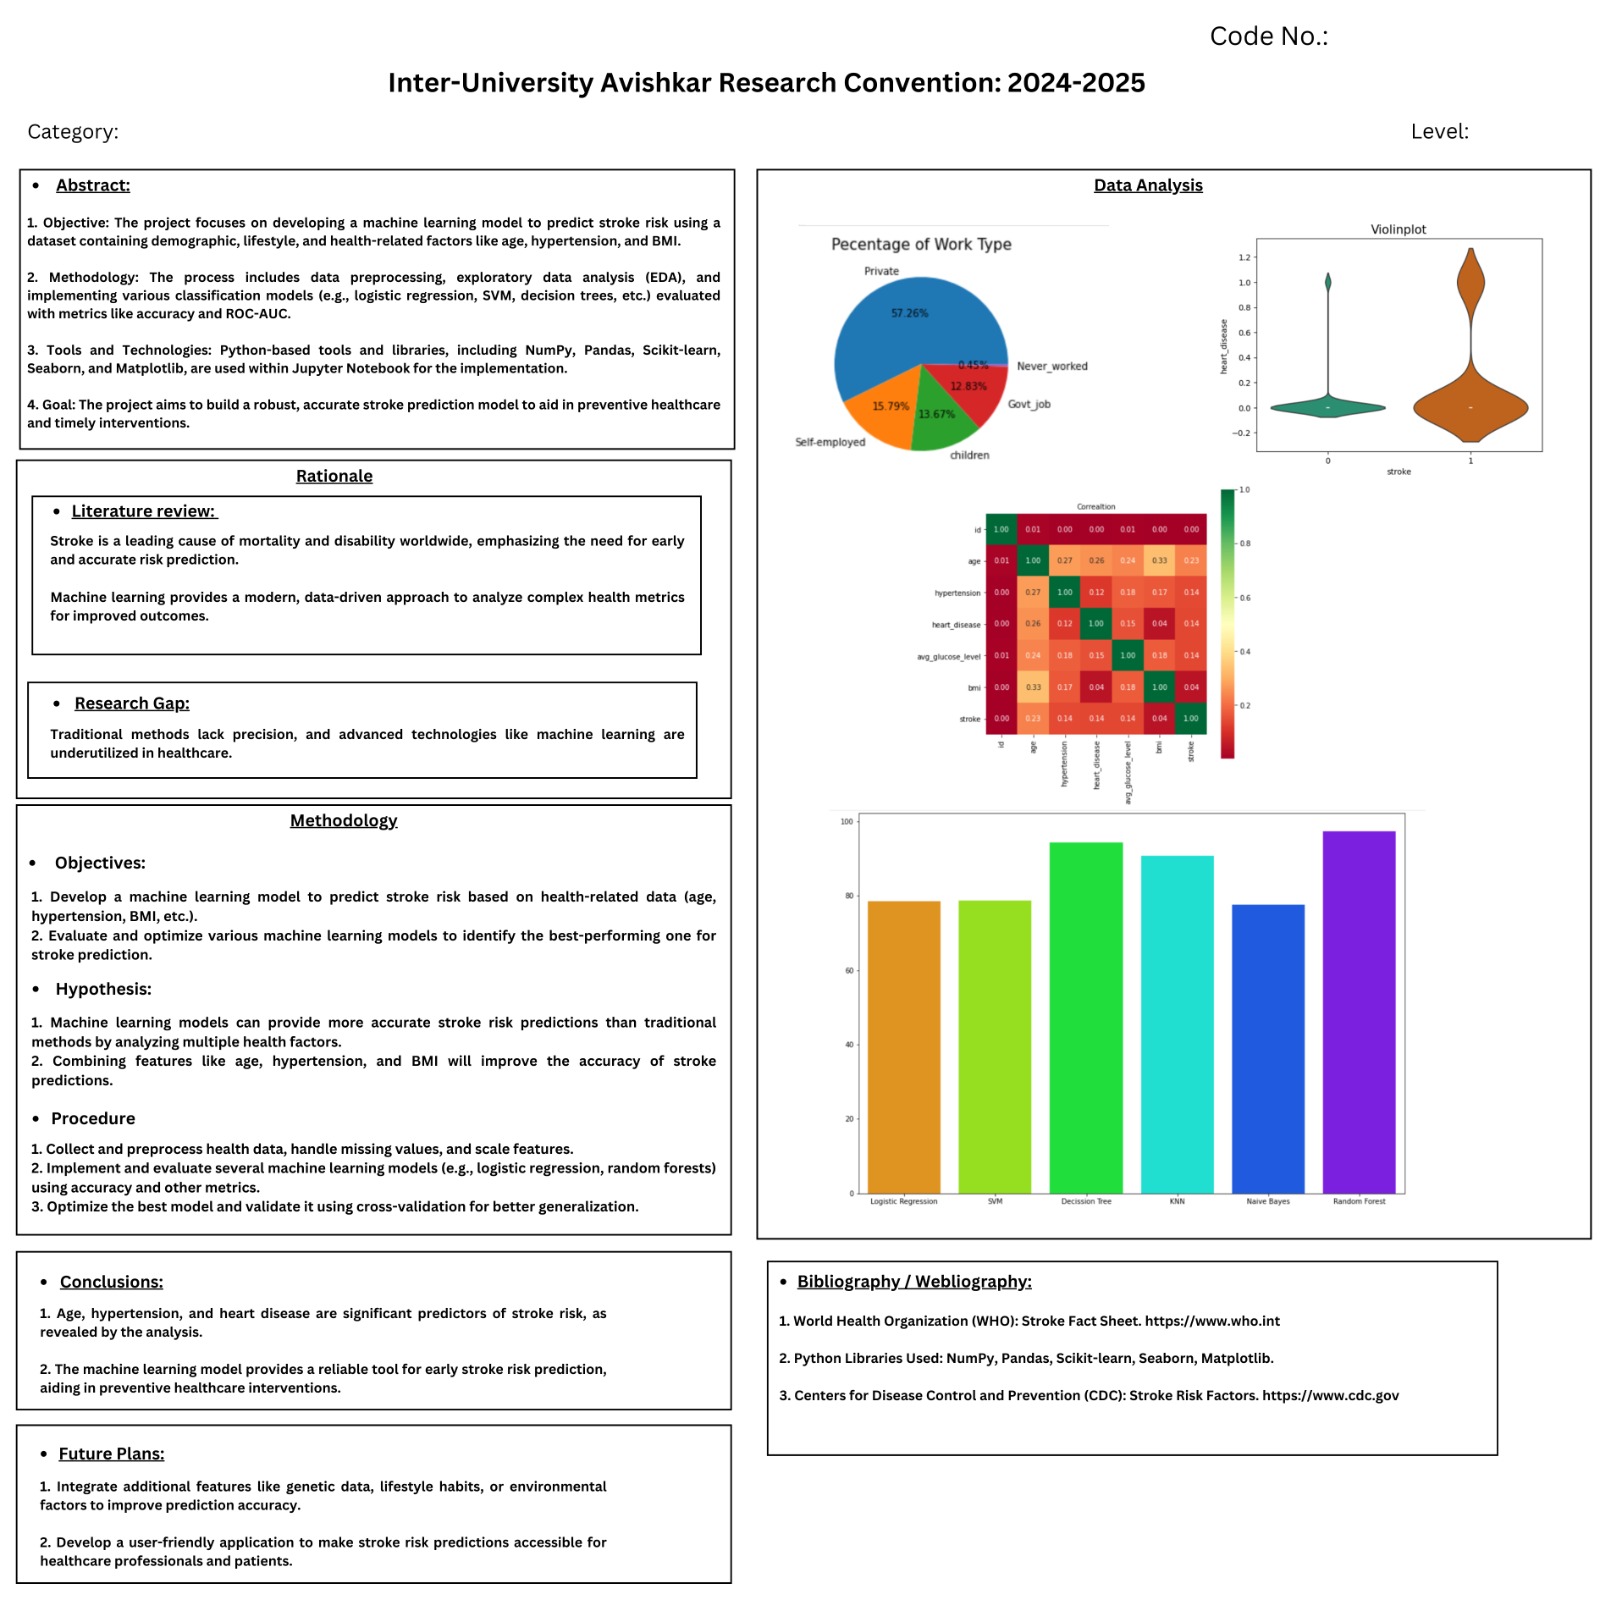 Code No.:
Inter-University Avishkar Research Convention: 2024-2025
Category:
Level:
• Abstract:
1. Objective: The project focuses on developing a machine learning model to predict stroke risk using a
dataset containing demographic, lifestyle, and health-related factors like age, hypertension, and BMI.
2. Methodology: The process includes data preprocessing, exploratory data analysis (EDA), and
implementing various classification models (e.g., logistic regression, SVM, decision trees, etc.) evaluated
with metrics like accuracy and ROC-AUC.
3. Tools and Technologies: Python-based tools and libraries, including NumPy, Pandas, Scikit-learn,
Seaborn, and Matplotlib, are used within Jupyter Notebook for the implementation.
4. Goal: The project aims to build a robust, accurate stroke prediction model to aid in preventive healthcare
and timely interventions.
Rationale
• Literature review:
Stroke is a leading cause of mortality and disability worldwide, emphasizing the need for early
and accurate risk prediction.
Machine learning provides a modern, data-driven approach to analyze complex health metrics
for improved outcomes.
• Research Gap:
Traditional methods lack precision, and advanced technologies like machine learning are
underutilized in healthcare.
Methodology
• Objectives:
1. Develop a machine learning model to predict stroke risk based on health-related data (age,
hypertension, BMI, etc.).
2. Evaluate and optimize various machine learning models to identify the best-performing one for
stroke prediction.
• Hypothesis:
1. Machine learning models can provide more accurate stroke risk predictions than traditional
methods by analyzing multiple health factors.
2. Combining features like age, hypertension, and BMI will improve the accuracy of stroke
predictions.
• Procedure
1. Collect and preprocess health data, handle missing values, and scale features.
2. Implement and evaluate several machine learning models (e.g., logistic regression, random forests)
using accuracy and other metrics.
3. Optimize the best model and validate it using cross-validation for better generalization.
• Conclusions:
1. Age, hypertension, and heart disease are significant predictors of stroke risk, as
revealed by the analysis.
2. The machine learning model provides a reliable tool for early stroke risk prediction,
aiding in preventive healthcare interventions.
• Future Plans:
1. Integrate additional features like genetic data, lifestyle habits, or environmental
factors to improve prediction accuracy.
2. Develop a user-friendly application to make stroke risk predictions accessible for
healthcare professionals and patients.
Data Analysis
Pecentage of Work Type
Private
57.26%
0.45%
Never_worked
12.83%
Govt_job
15.79%
13.67%
Self-employed
children
Violinplot
1.2
1.0
0.8
0.6
0.4
0.2
0.0
−0.2
heart_disease
0 1
stroke
Correaltion
id 1.00 0.01 0.00 0.00 0.01 0.00 0.00
age 0.01 1.00 0.27 0.26 0.24 0.33 0.23
hypertension 0.00 0.27 1.00 0.12 0.18 0.17 0.14
heart_disease 0.00 0.26 0.12 1.00 0.15 0.04 0.14
avg_glucose_level 0.01 0.24 0.18 0.15 1.00 0.18 0.14
bmi 0.00 0.33 0.17 0.04 0.18 1.00 0.04
stroke 0.00 0.23 0.14 0.14 0.14 0.04 1.00
id age hypertension heart_disease avg_glucose_level bmi stroke
1.0
0.8
0.6
0.4
0.2
100
80
60
40
20
0
Logistic Regression SVM Decission Tree KNN Naive Bayes Random Forest
• Bibliography / Webliography:
1. World Health Organization (WHO): Stroke Fact Sheet. https://www.who.int
2. Python Libraries Used: NumPy, Pandas, Scikit-learn, Seaborn, Matplotlib.
3. Centers for Disease Control and Prevention (CDC): Stroke Risk Factors. https://www.cdc.gov